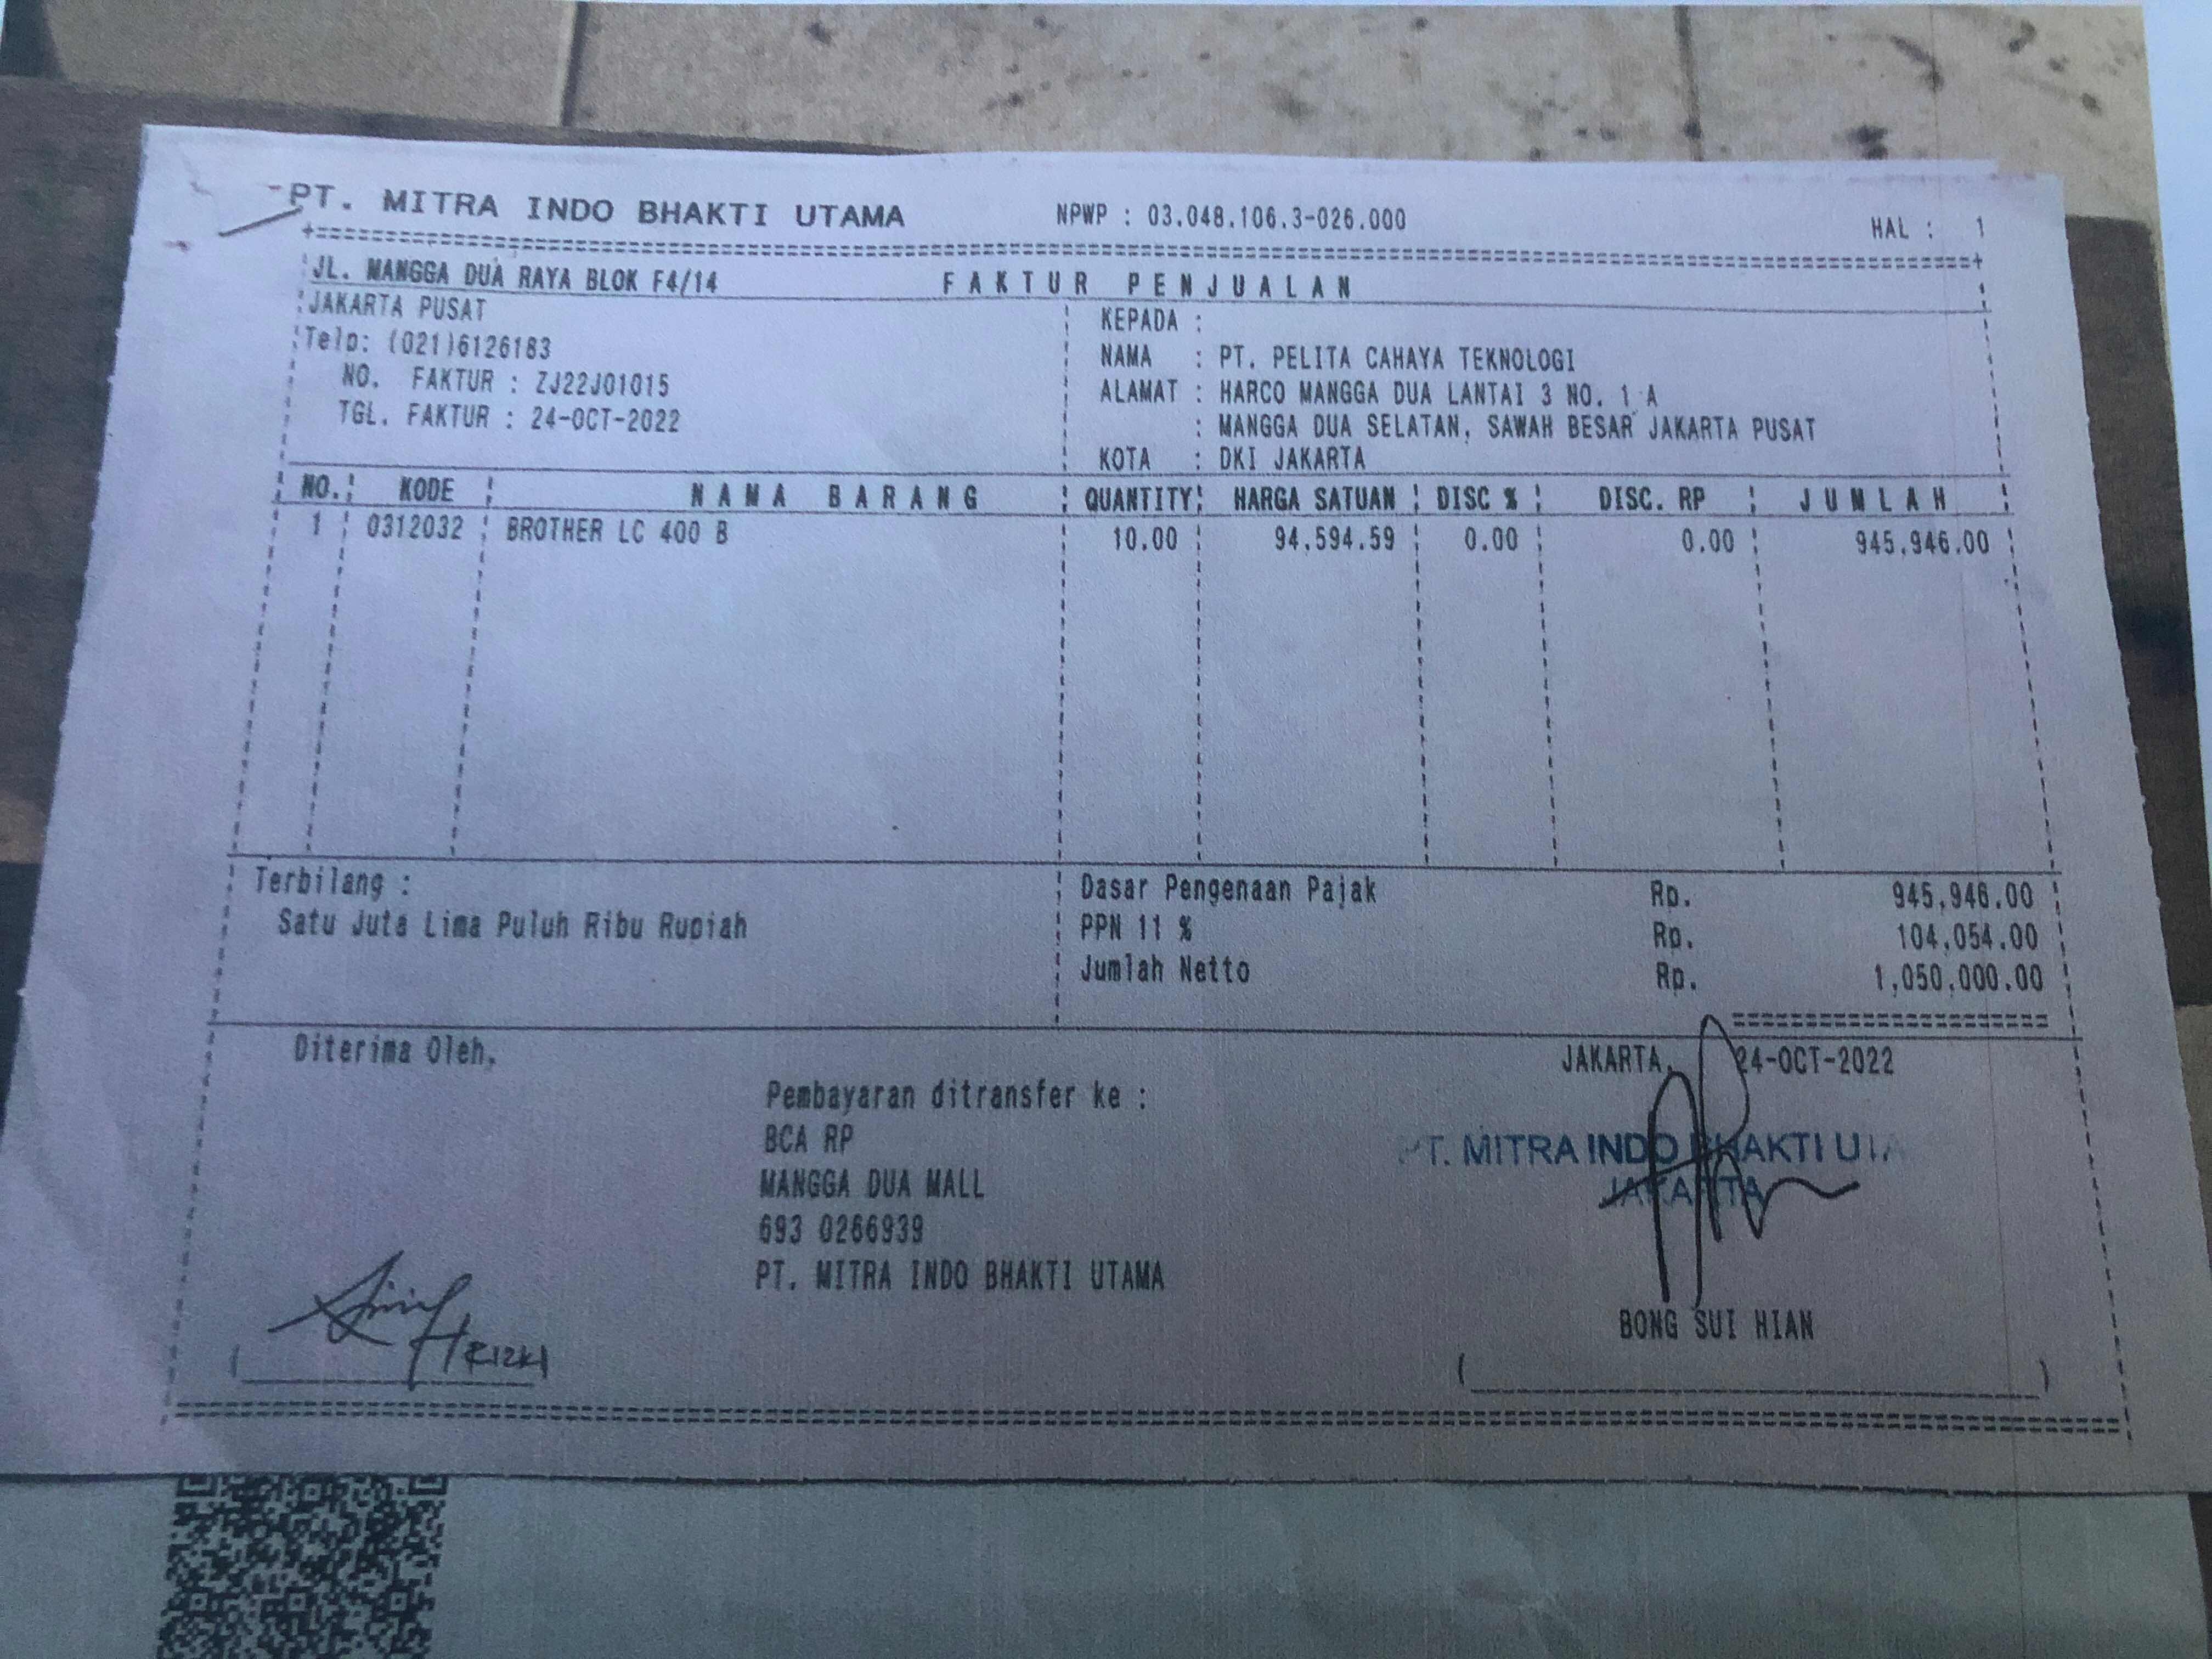 PT. MITRA INDO BHAKTI UTAMA NPWP : 03.048.106.3-026.000 HAL : 1
JL. MANGGA DUA RAYA BLOK F4/14 FAKTUR PENJUALAN
JAKARTA PUSAT
Telp: (021)6126183
NO. FAKTUR : ZJ22J01015
TGL. FAKTUR : 24-OCT-2022
KEPADA :
NAMA : PT. PELITA CAHAYA TEKNOLOGI
ALAMAT : HARCO MANGGA DUA LANTAI 3 NO. 1 A
: MANGGA DUA SELATAN, SAWAH BESAR JAKARTA PUSAT
KOTA : DKI JAKARTA
NO. KODE NAMA BARANG QUANTITY HARGA SATUAN DISC % DISC. RP JUMLAH
1 0312032 BROTHER LC 400 B 10.00 94,594.59 0.00 0.00 945,946.00
Terbilang :
Satu Juta Lima Puluh Ribu Rupiah
Dasar Pengenaan Pajak Rp. 945,946.00
PPN 11 % Rp. 104,054.00
Jumlah Netto Rp. 1,050,000.00
Diterima Oleh,
RIZKI
Pembayaran ditransfer ke :
BCA RP
MANGGA DUA MALL
693 0266939
PT. MITRA INDO BHAKTI UTAMA
JAKARTA, 24-OCT-2022
PT. MITRA INDO BHAKTI UTA
JAKARTA
BONG SUI HIAN